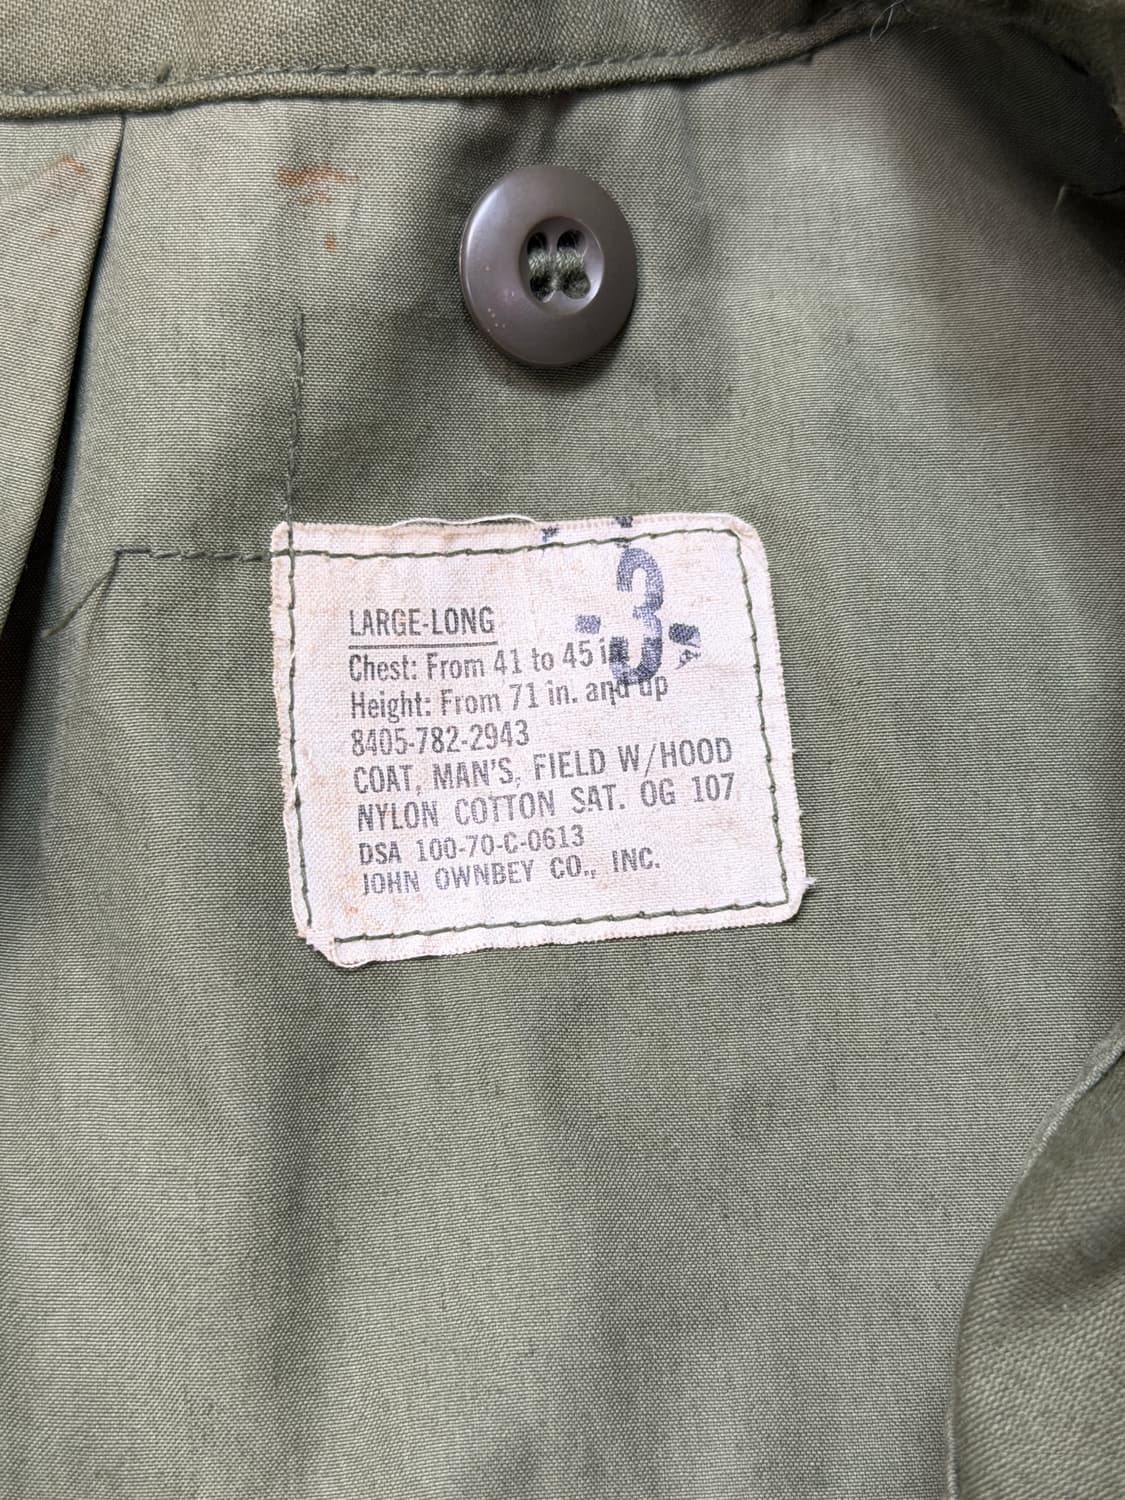 -3-
LARGE-LONG
Chest: From 41 to 45 in.
Height: From 71 in. and up
8405-782-2943
COAT, MAN'S, FIELD W/HOOD
NYLON COTTON SAT. OG 107
DSA 100-70-C-0613
JOHN OWNBEY CO., INC.